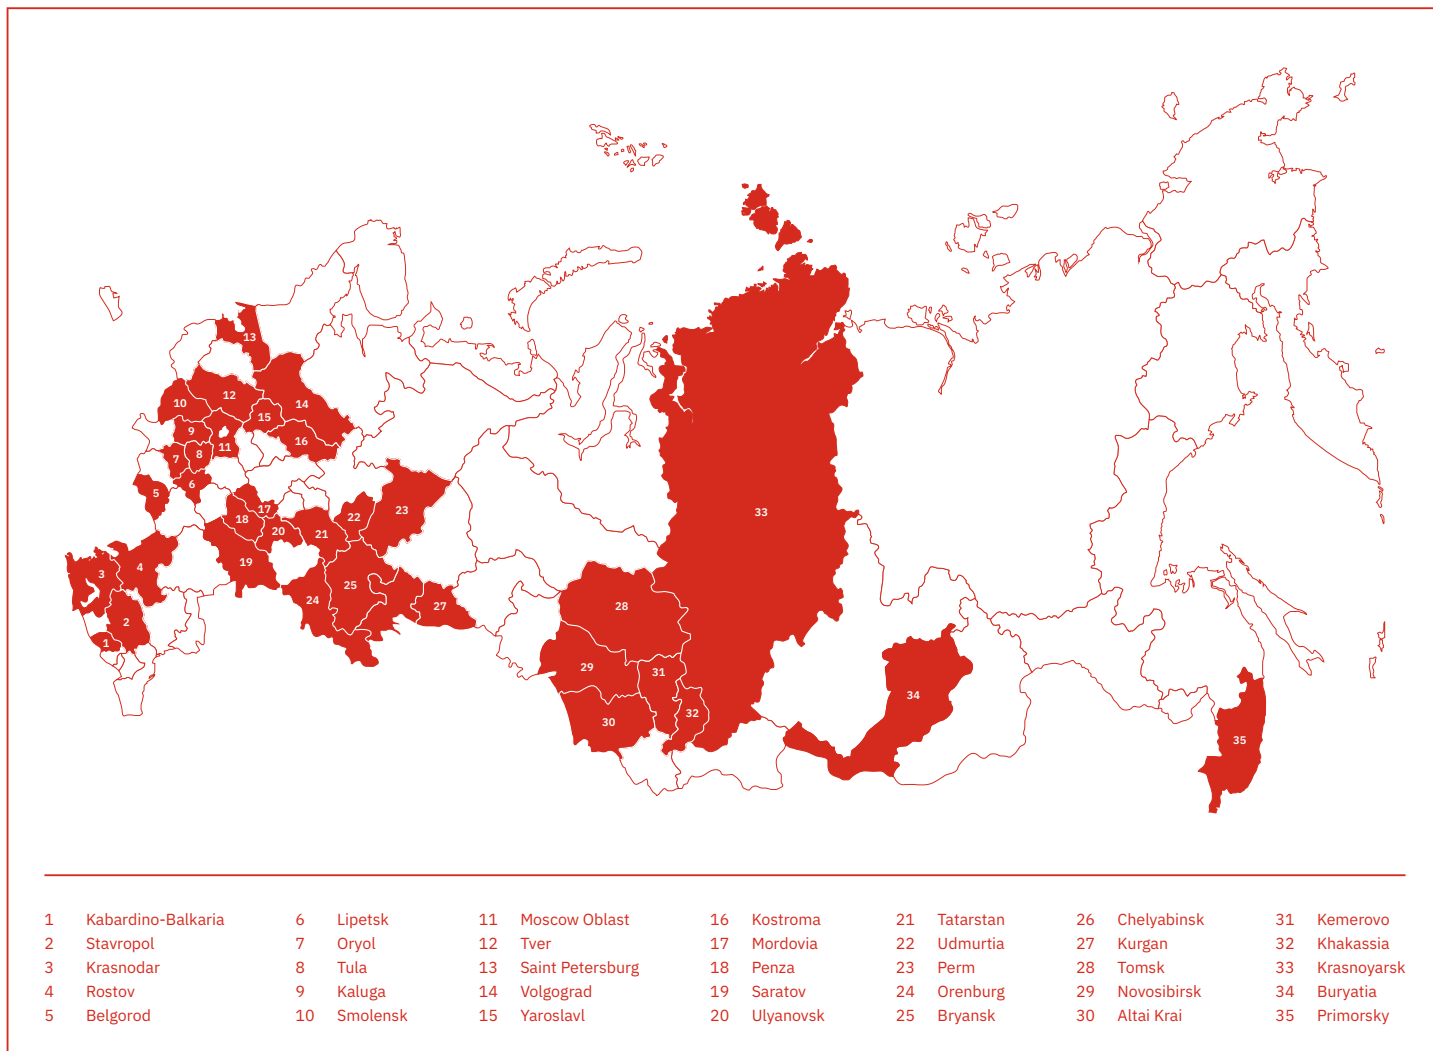 13
12
10
14
15
9
16
11
8
7
6
5
23
17
22
18
20
21
33
19
4
3
25
24
27
28
2
1
29
31
34
32
30
35
1 Kabardino-Balkaria
2 Stavropol
3 Krasnodar
4 Rostov
5 Belgorod
6 Lipetsk
7 Oryol
8 Tula
9 Kaluga
10 Smolensk
11 Moscow Oblast
12 Tver
13 Saint Petersburg
14 Volgograd
15 Yaroslavl
16 Kostroma
17 Mordovia
18 Penza
19 Saratov
20 Ulyanovsk
21 Tatarstan
22 Udmurtia
23 Perm
24 Orenburg
25 Bryansk
26 Chelyabinsk
27 Kurgan
28 Tomsk
29 Novosibirsk
30 Altai Krai
31 Kemerovo
32 Khakassia
33 Krasnoyarsk
34 Buryatia
35 Primorsky